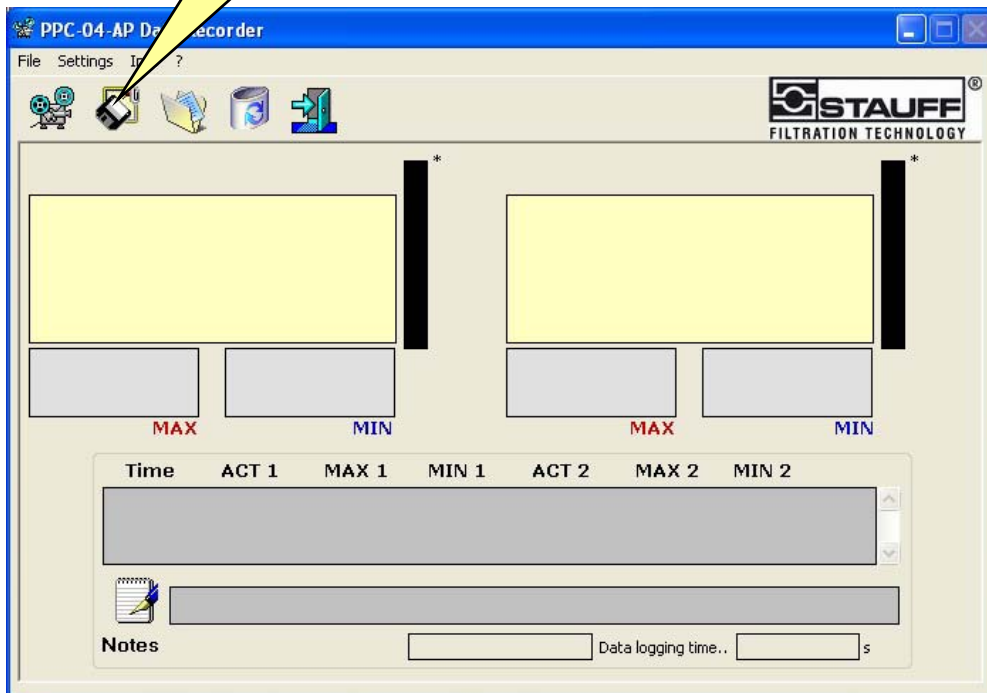 PPC-04-AP Da ecorder
File Settings In ?
STAUFF®
FILTRATION TECHNOLOGY
* *
MAX MIN MAX MIN
Time ACT 1 MAX 1 MIN 1 ACT 2 MAX 2 MIN 2
Notes Data logging time.. s